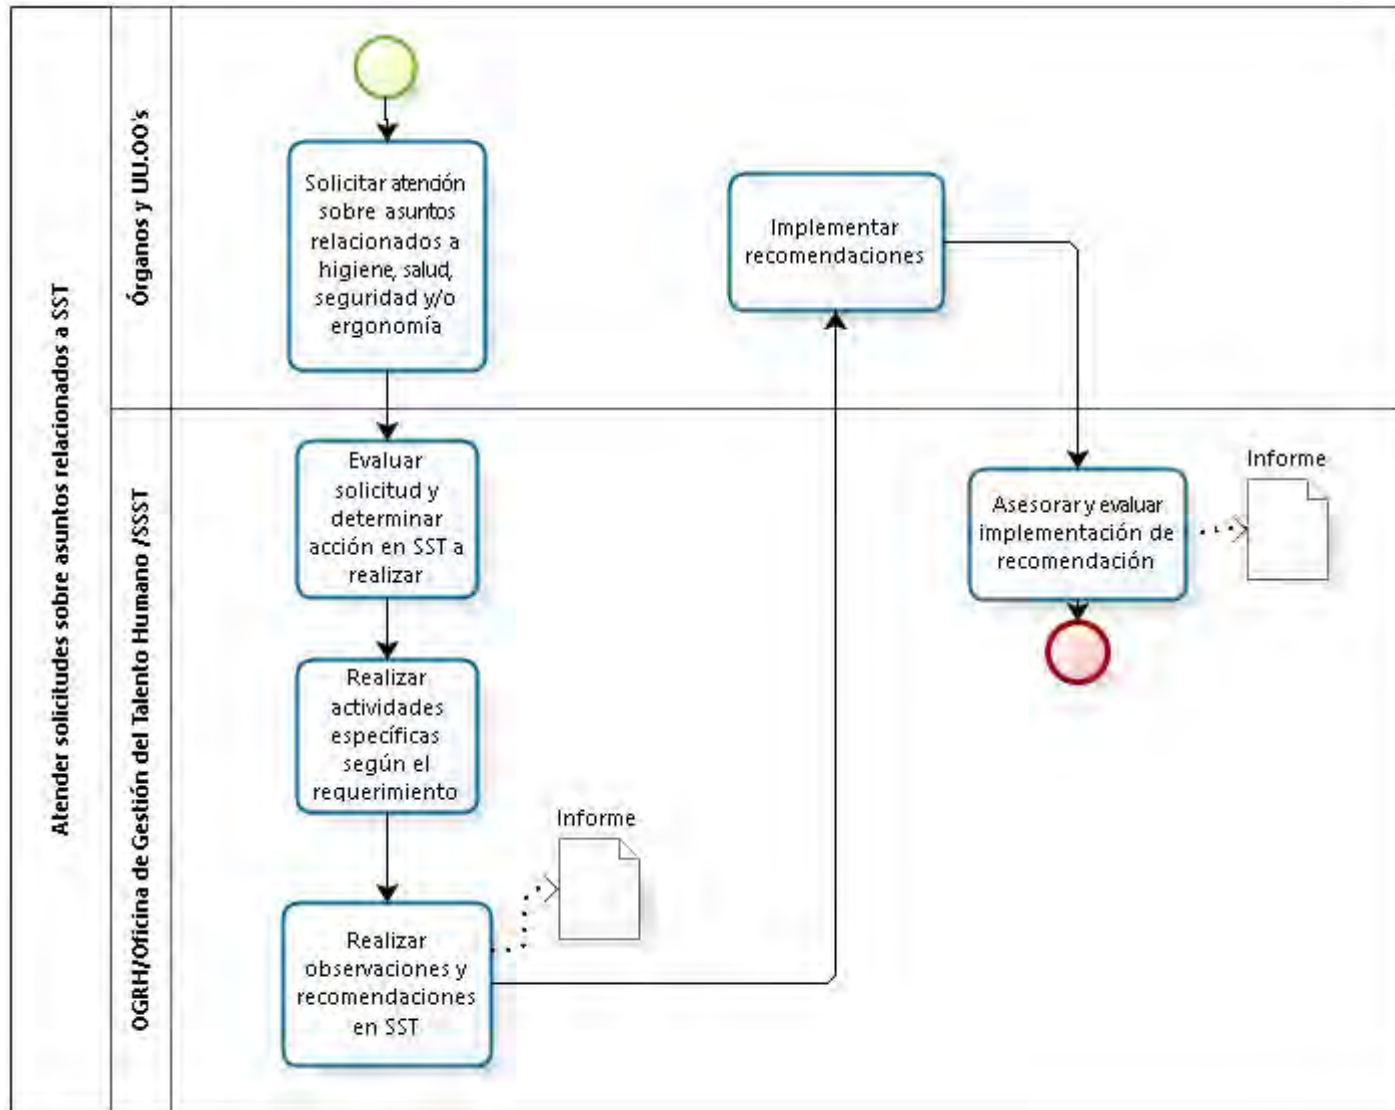 Atender solicitudes sobre asuntos relacionados a SST
Órganos y UU.OO's
Solicitar atención
sobre asuntos
relacionados a
higiene, salud,
seguridad y/o
ergonomía
Implementar
recomendaciones
OGRH/Oficina de Gestión del Talento Humano /SSST
Evaluar
solicitud y
determinar
acción en SST a
realizar
Realizar
actividades
específicas
según el
requerimiento
Informe
Realizar
observaciones y
recomendaciones
en SST
Informe
Asesorar y evaluar
implementación de
recomendación